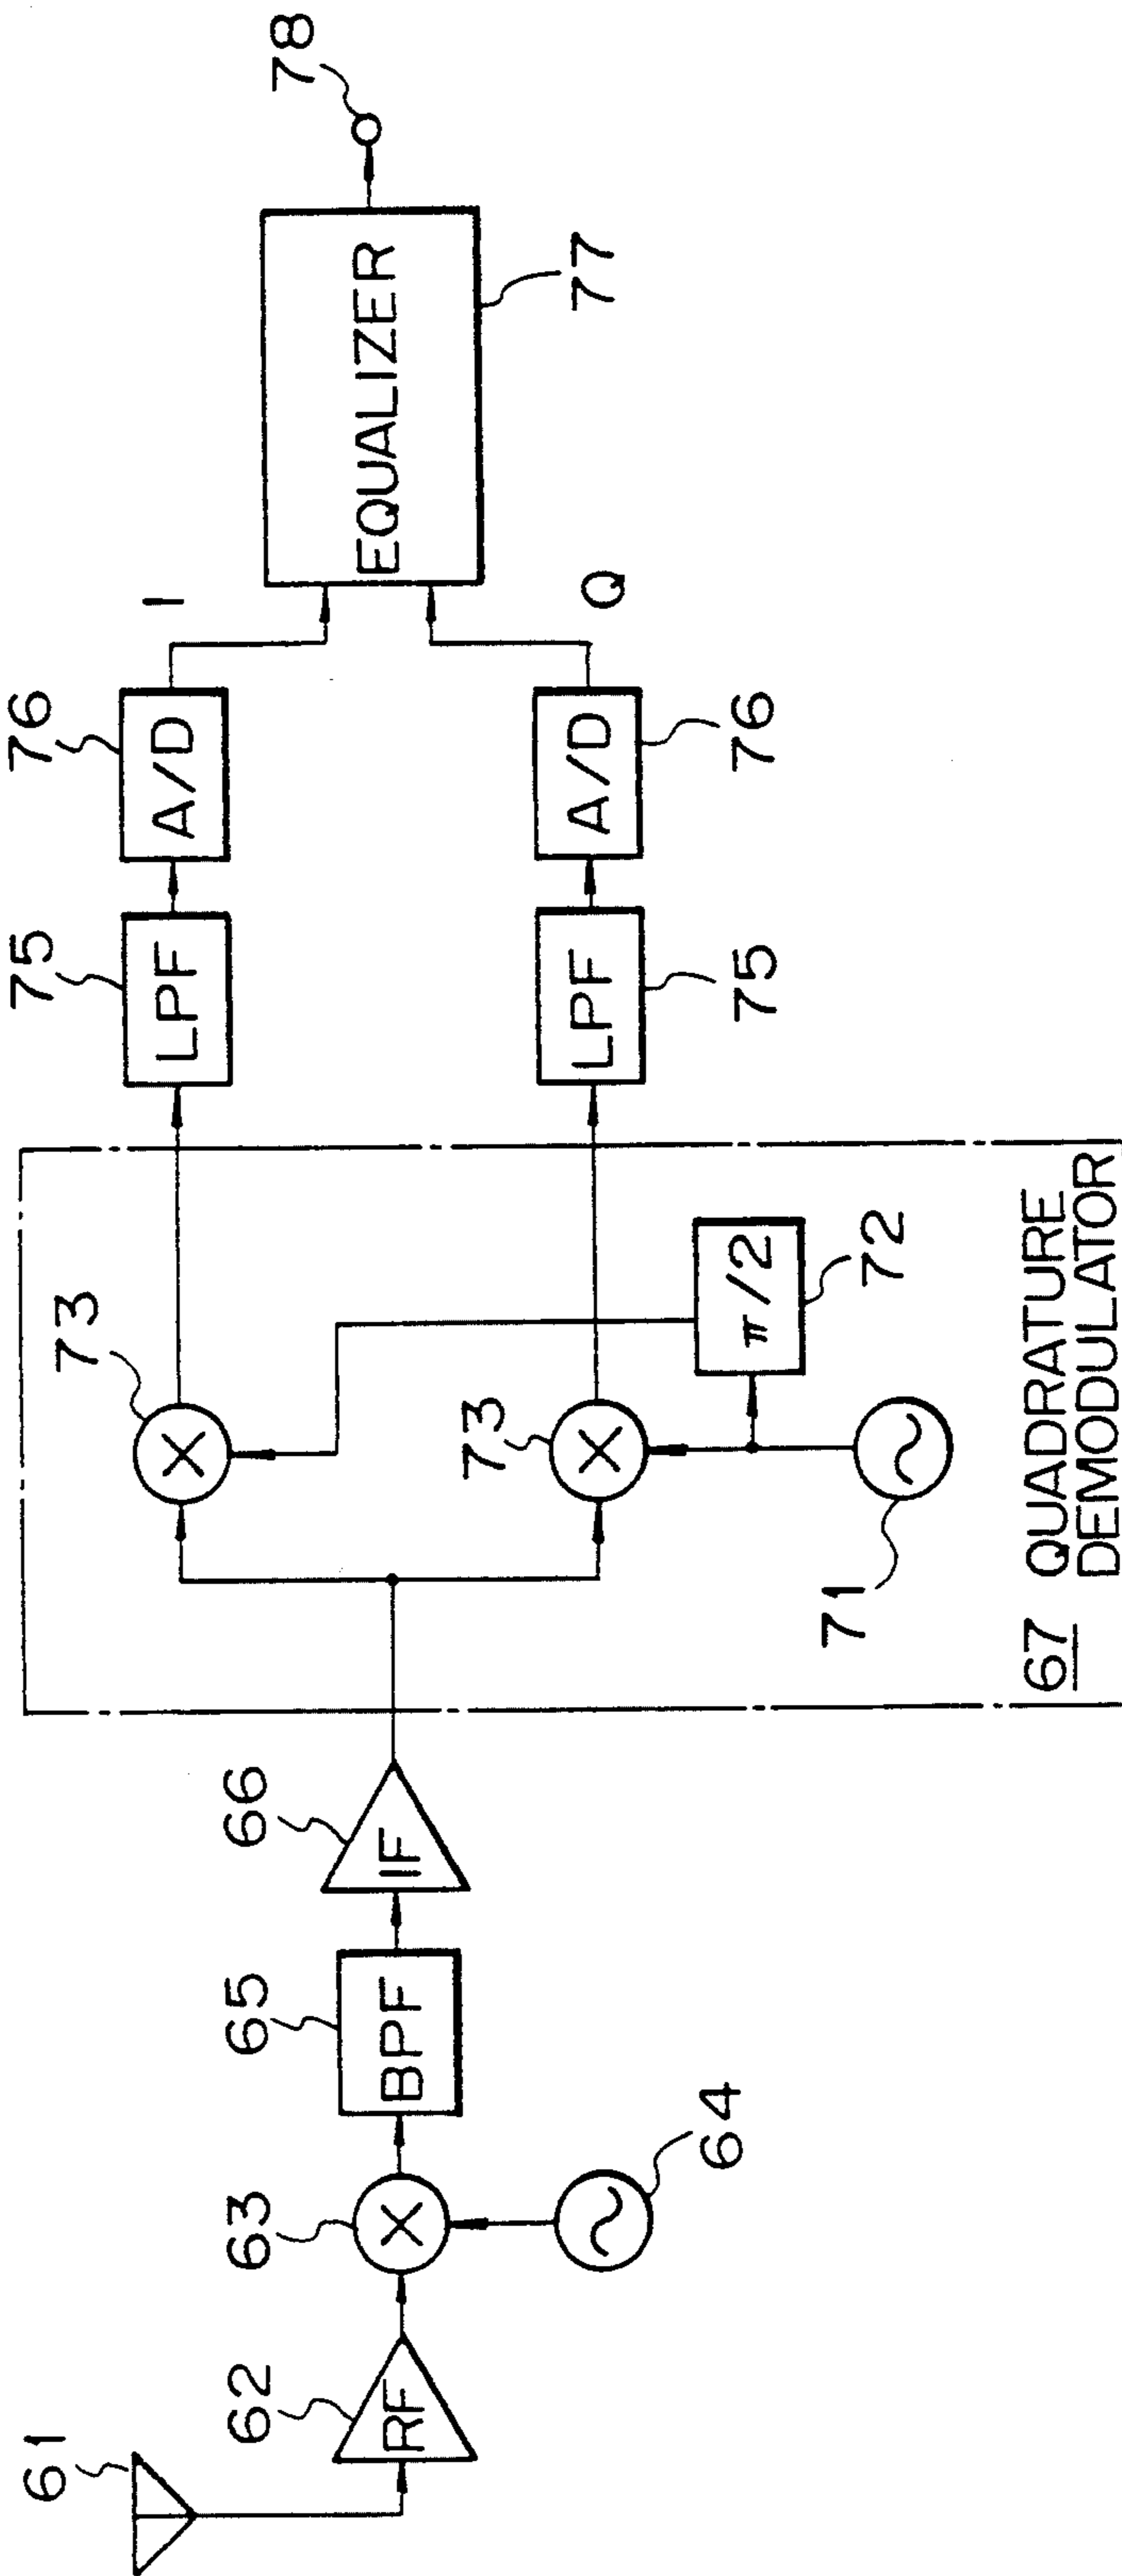 61
62
RF
63
64
65
BPF
66
IF
73
73
71
72
π/2
67 QUADRATURE
DEMODULATOR
75
LPF
75
LPF
76
A/D
76
A/D
I
Q
EQUALIZER
77
78